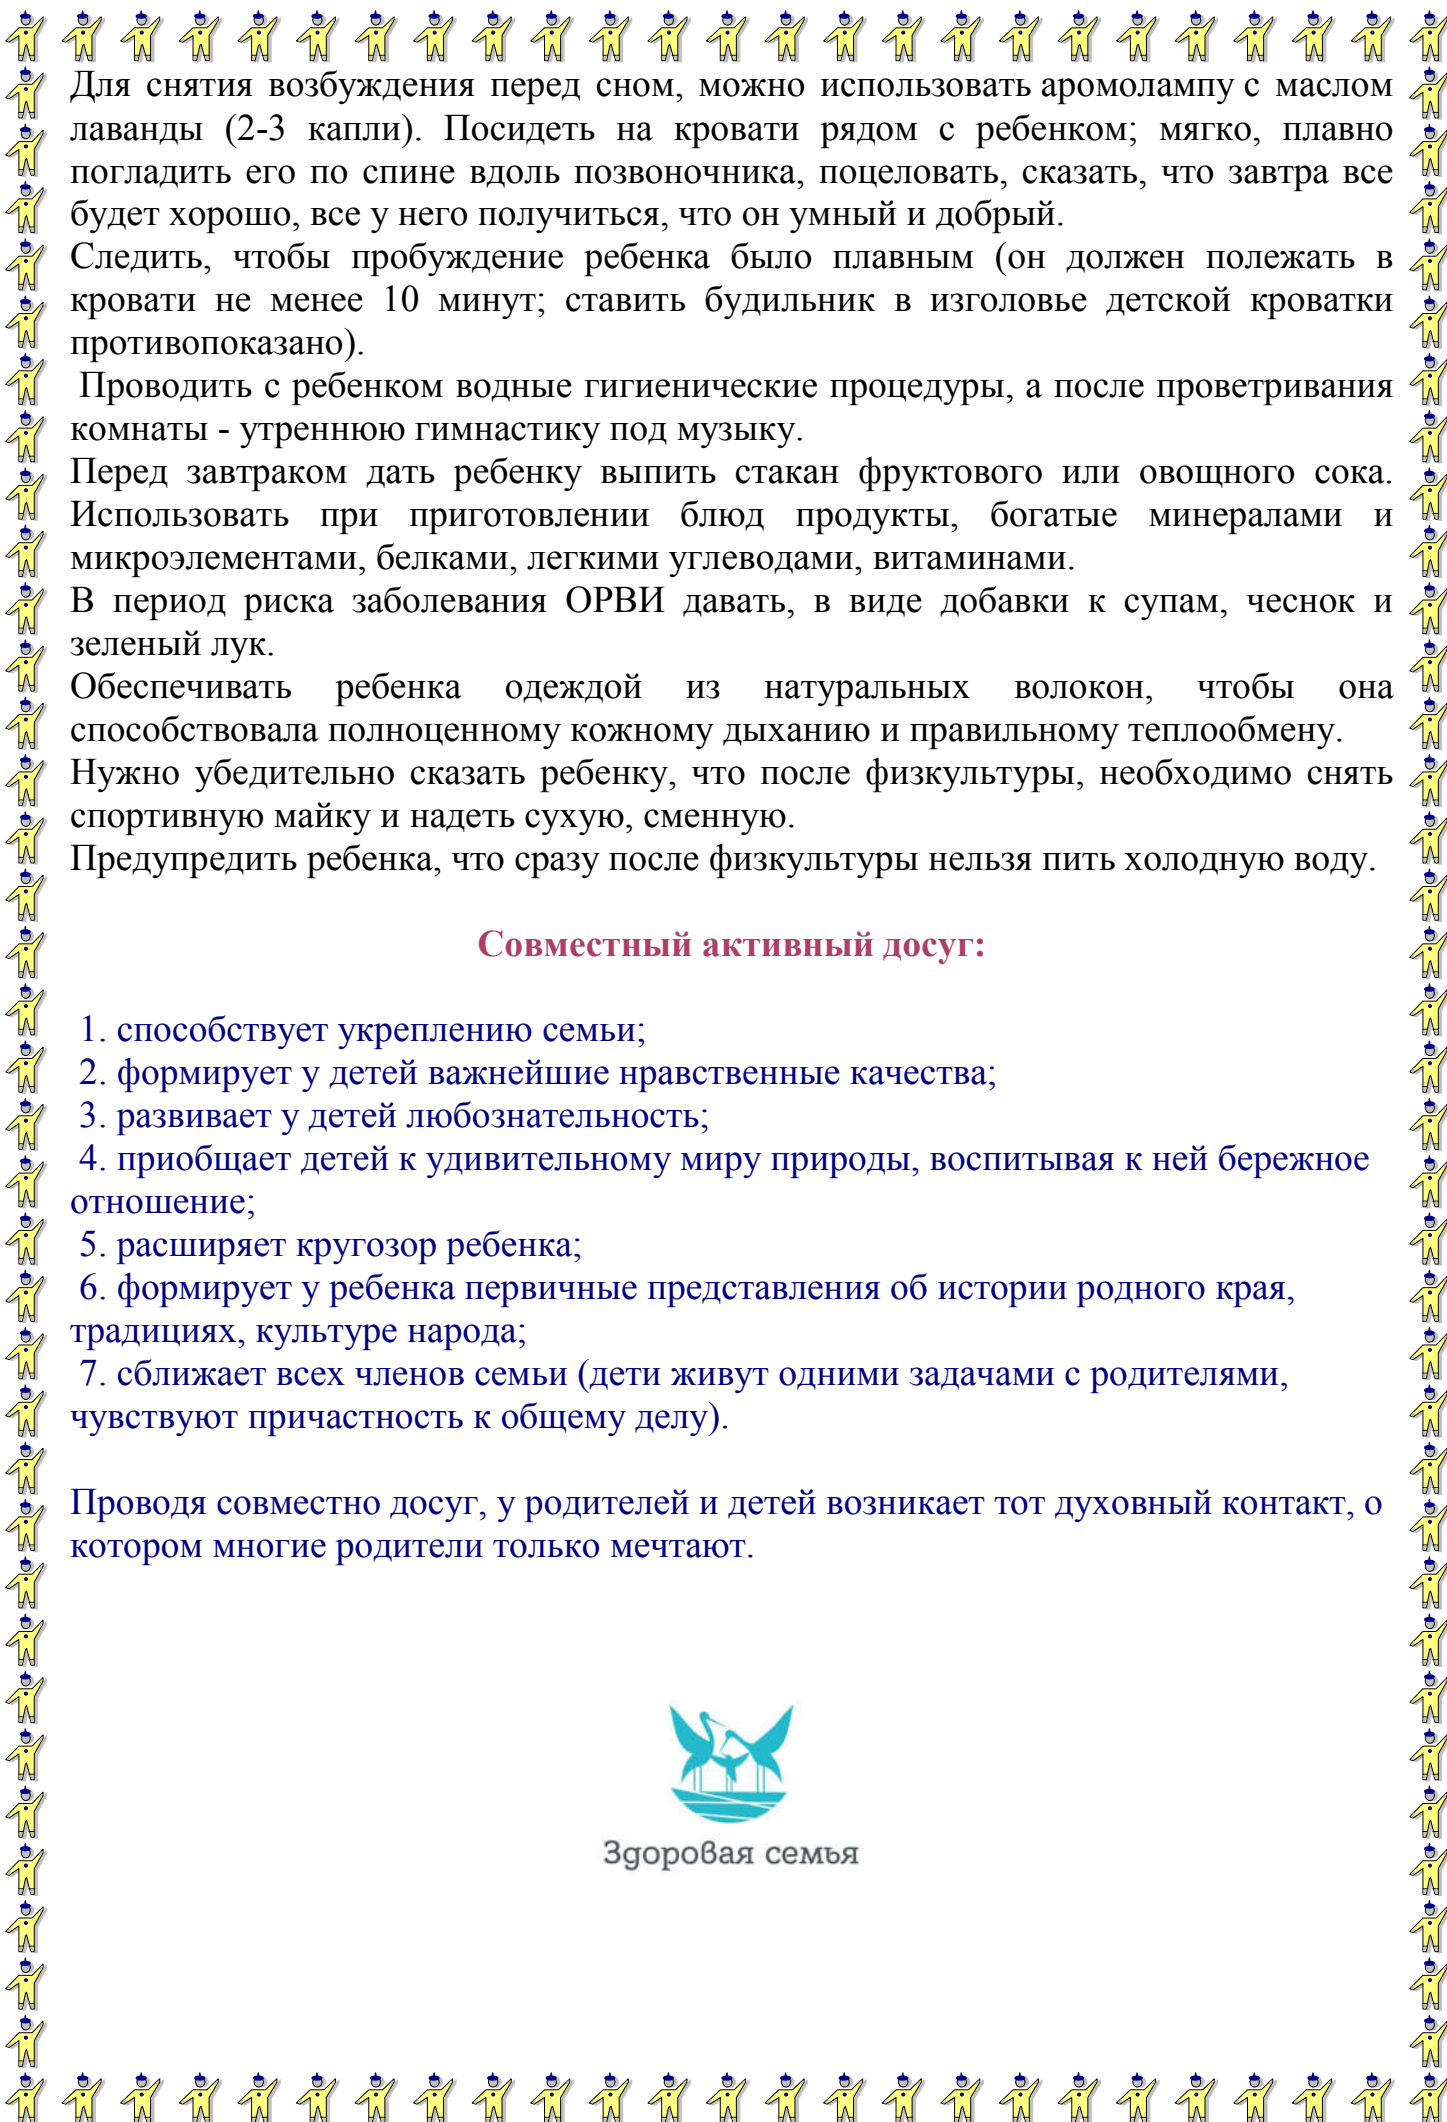 Для снятия возбуждения перед сном, можно использовать аромолампу с маслом
лаванды (2-3 капли). Посидеть на кровати рядом с ребенком; мягко, плавно
погладить его по спине вдоль позвоночника, поцеловать, сказать, что завтра все
будет хорошо, все у него получиться, что он умный и добрый.
Следить, чтобы пробуждение ребенка было плавным (он должен полежать в
кровати не менее 10 минут; ставить будильник в изголовье детской кроватки
противопоказано).
Проводить с ребенком водные гигиенические процедуры, а после проветривания
комнаты - утреннюю гимнастику под музыку.
Перед завтраком дать ребенку выпить стакан фруктового или овощного сока.
Использовать при приготовлении блюд продукты, богатые минералами и
микроэлементами, белками, легкими углеводами, витаминами.
В период риска заболевания ОРВИ давать, в виде добавки к супам, чеснок и
зеленый лук.
Обеспечивать ребенка одеждой из натуральных волокон, чтобы она
способствовала полноценному кожному дыханию и правильному теплообмену.
Нужно убедительно сказать ребенку, что после физкультуры, необходимо снять
спортивную майку и надеть сухую, сменную.
Предупредить ребенка, что сразу после физкультуры нельзя пить холодную воду.
Совместный активный досуг:
1. способствует укреплению семьи;
2. формирует у детей важнейшие нравственные качества;
3. развивает у детей любознательность;
4. приобщает детей к удивительному миру природы, воспитывая к ней бережное
отношение;
5. расширяет кругозор ребенка;
6. формирует у ребенка первичные представления об истории родного края,
традициях, культуре народа;
7. сближает всех членов семьи (дети живут одними задачами с родителями,
чувствуют причастность к общему делу).
Проводя совместно досуг, у родителей и детей возникает тот духовный контакт, о
котором многие родители только мечтают.
Здоровая семья